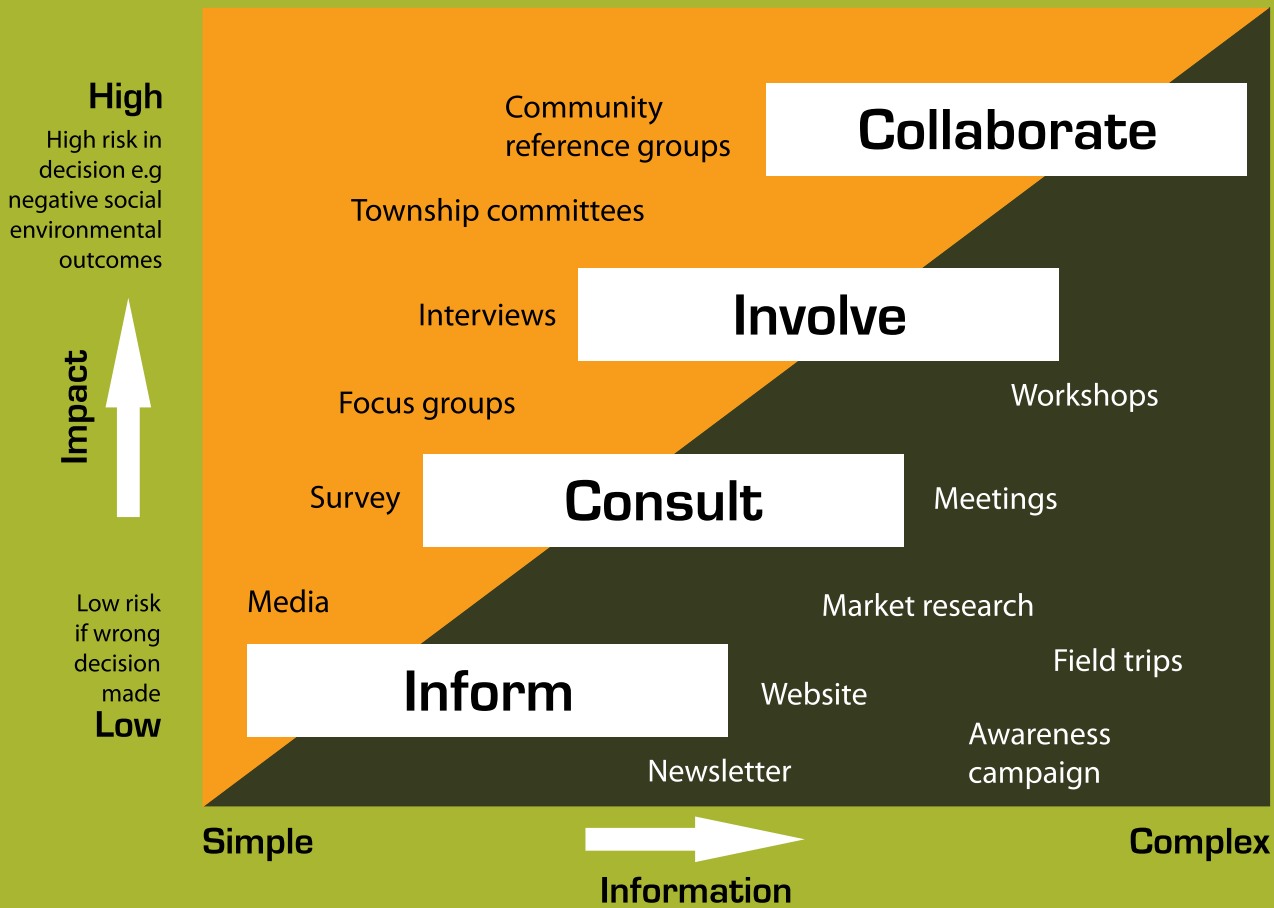 High
High risk in
decision e.g
negative social
environmental
outcomes
Impact
Low risk
if wrong
decision
made
Low
Community
reference groups
Collaborate
Township committees
Interviews
Involve
Focus groups
Workshops
Survey
Consult
Meetings
Media
Market research
Inform
Field trips
Website
Awareness
campaign
Newsletter
Simple
Complex
Information